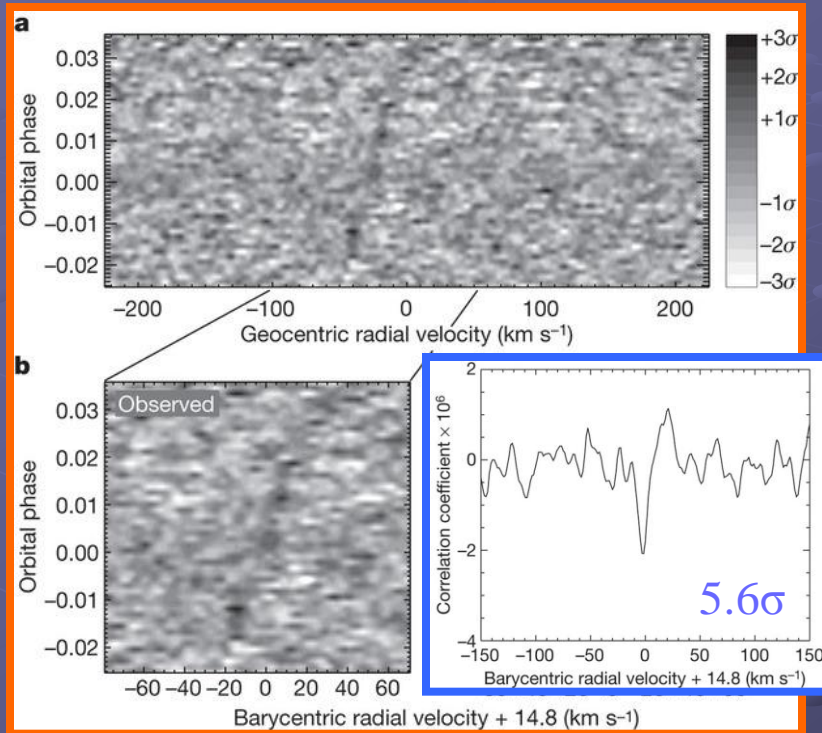 a
Orbital phase
0.03
0.02
0.01
0.00
−0.01
−0.02
−200 −100 0 100 200
Geocentric radial velocity (km s⁻¹)
+3σ
+2σ
+1σ
−1σ
−2σ
−3σ
b
Observed
Orbital phase
0.03
0.02
0.01
0.00
−0.01
−0.02
−60 −40 −20 0 20 40 60
Barycentric radial velocity + 14.8 (km s⁻¹)
Correlation coefficient × 10⁶
2
0
−2
−4
5.6σ
−150 −100 −50 0 50 100 150
Barycentric radial velocity + 14.8 (km s⁻¹)